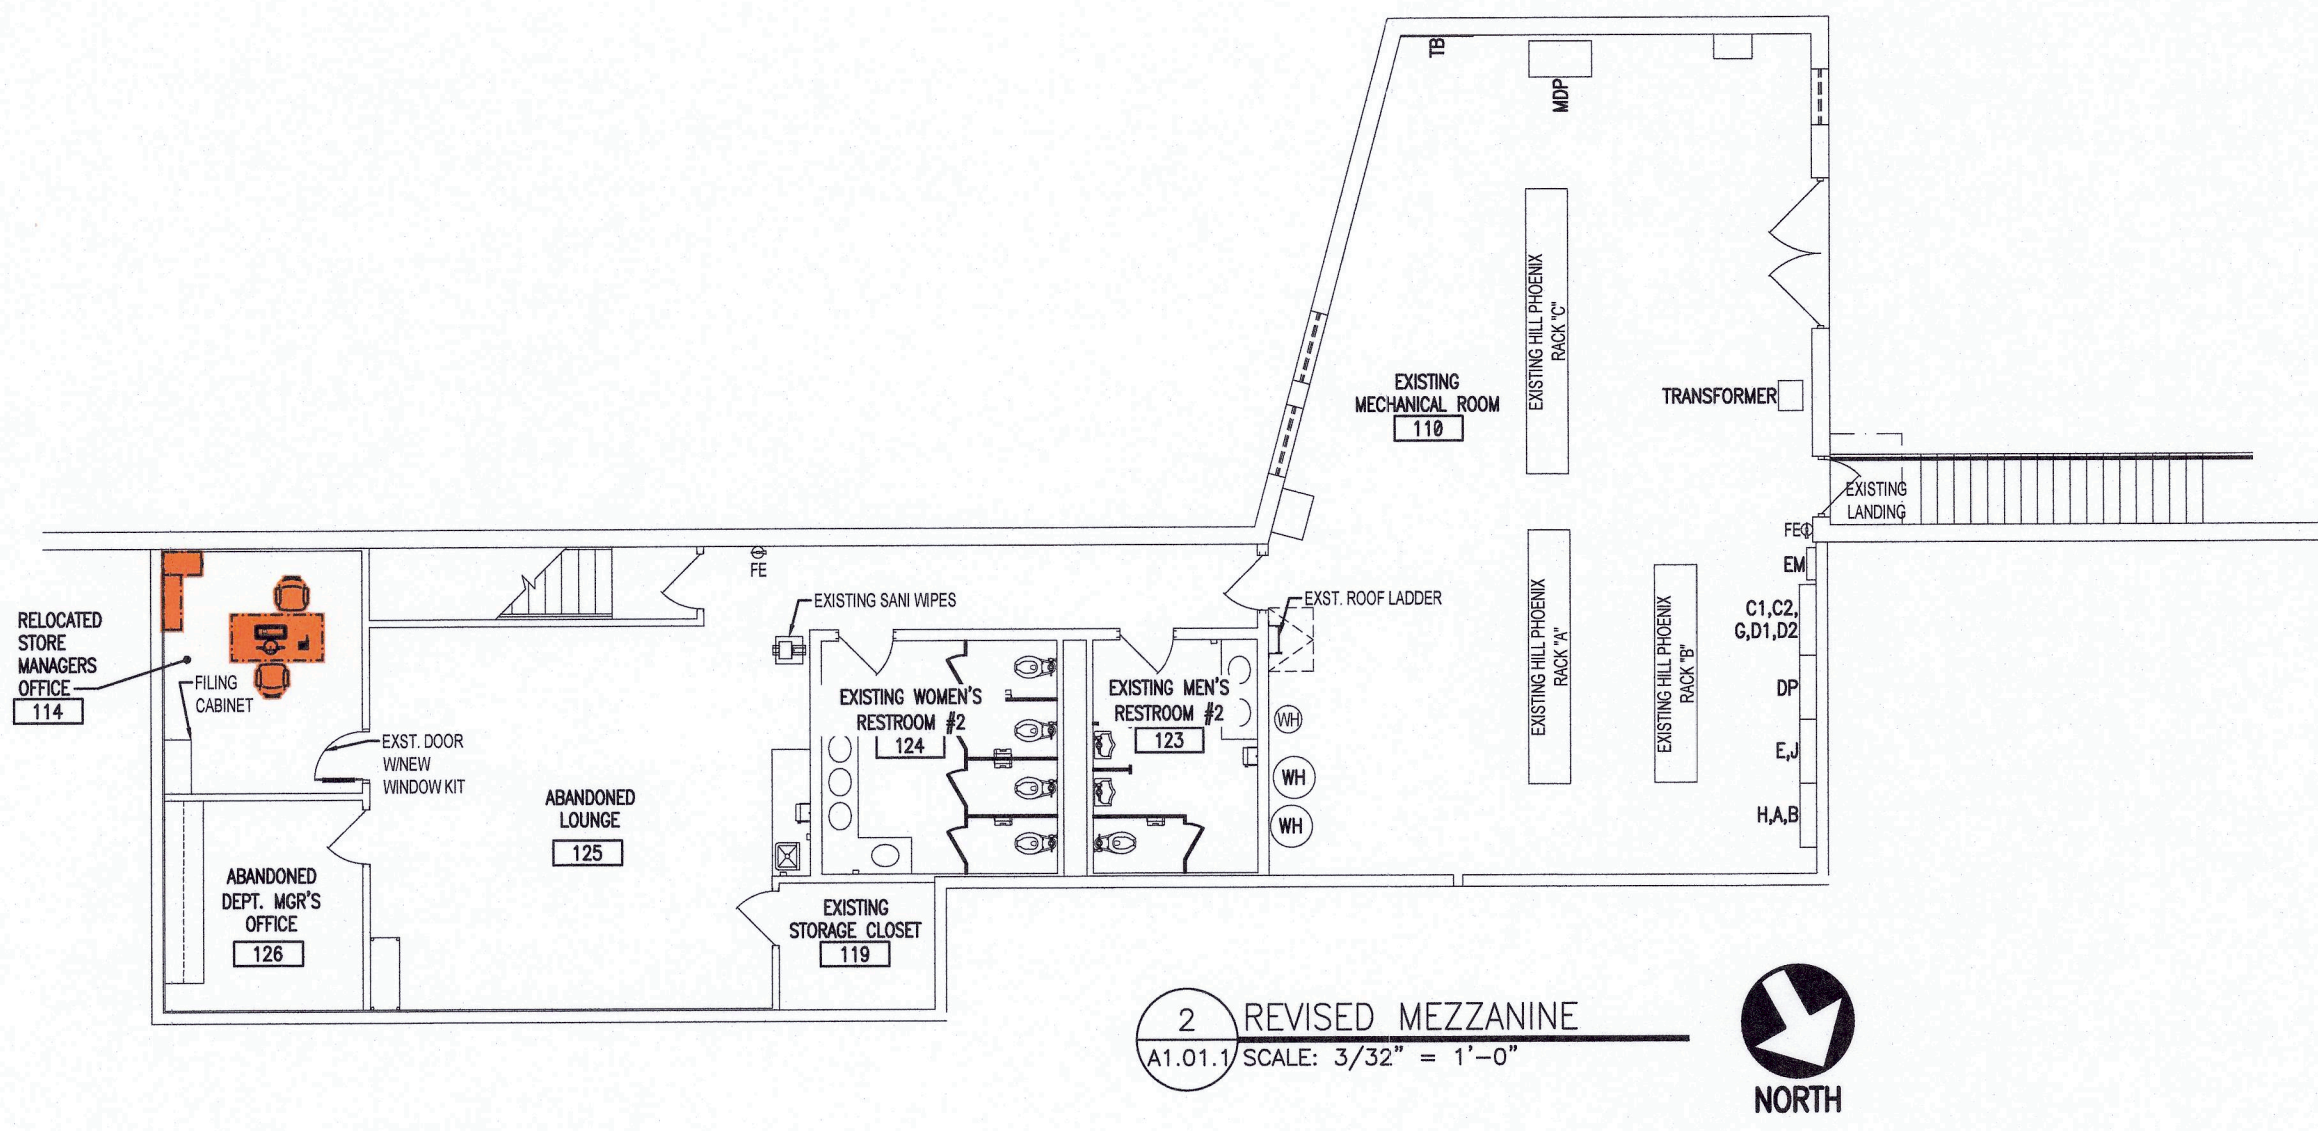 TB
MDP
EXISTING HILL PHOENIX
RACK "C"
EXISTING
MECHANICAL ROOM
110
TRANSFORMER
EXISTING
LANDING
FE
EM
C1,C2,
G,D1,D2
DP
E,J
H,A,B
EXISTING HILL PHOENIX
RACK "A"
EXISTING HILL PHOENIX
RACK "B"
EXST. ROOF LADDER
WH
WH
WH
FE
EXISTING SANI WIPES
EXISTING WOMEN'S
RESTROOM #2
124
EXISTING MEN'S
RESTROOM #2
123
RELOCATED
STORE
MANAGERS
OFFICE
114
FILING
CABINET
EXST. DOOR
W/NEW
WINDOW KIT
ABANDONED
LOUNGE
125
ABANDONED
DEPT. MGR'S
OFFICE
126
EXISTING
STORAGE CLOSET
119
2
A1.01.1
REVISED MEZZANINE
SCALE: 3/32" = 1'-0"
NORTH